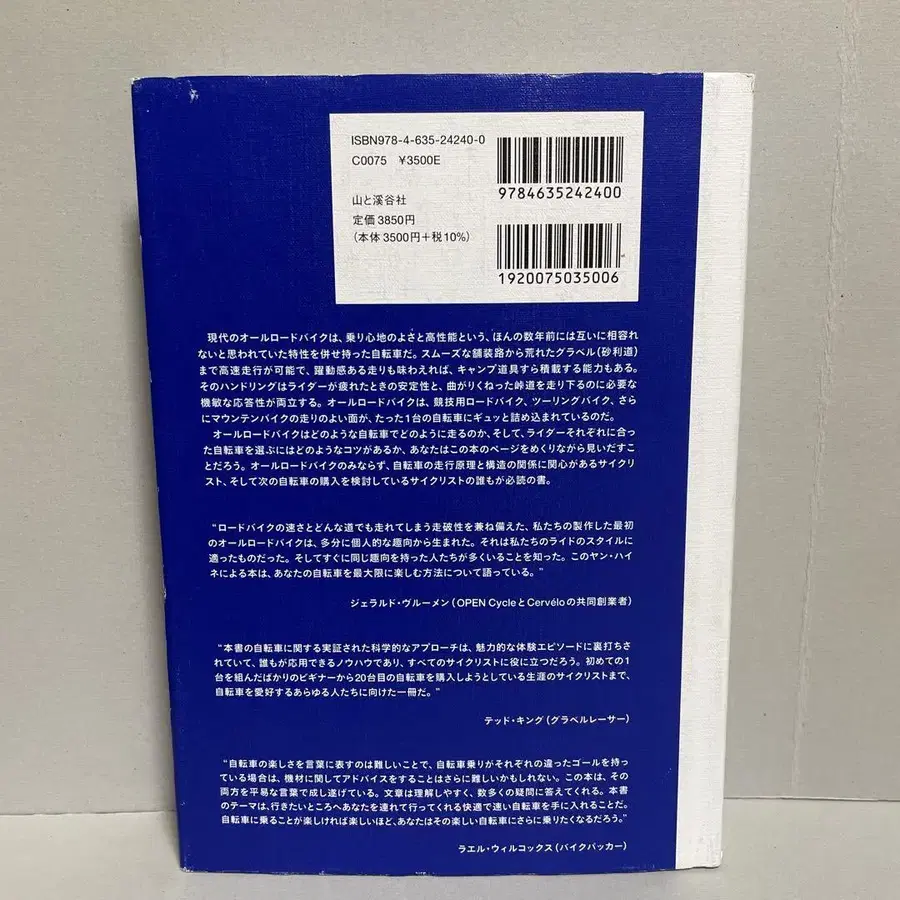 ISBN978-4-635-24240-0
C0075 ¥3500E
山と溪谷社
定価3850円
（本体3500円＋税10%）
9784635242400
1920075035006
現代のオールロードバイクは、乗り心地のよさと高性能という、ほんの数年前には互いに相容れ
ないと思われていた特性を併せ持った自転車だ。スムーズな舗装路から荒れたグラベル（砂利道）
まで高速走行が可能で、躍動感ある走りも味わえれば、キャンプ道具すら積載する能力もある。
そのハンドリングはライダーが疲れたときの安定性と、曲がりくねった峠道を走り下るのに必要な
機敏な応答性が両立する。オールロードバイクは、競技用ロードバイク、ツーリングバイク、さら
にマウンテンバイクの走りのよい面が、たった1台の自転車にギュッと詰め込まれているのだ。
オールロードバイクはどのような自転車でどのように走るのか、そして、ライダーそれぞれに合っ
た自転車を選ぶにはどのようなコツがあるか、あなたはこの本のページをめくりながら見いだすこ
とだろう。オールロードバイクのみならず、自転車の走行原理と構造の関係に関心があるサイクリ
スト、そして次の自転車の購入を検討しているサイクリストの誰もが必読の書。
“ロードバイクの速さとどんな道でも走れてしまう走破性を兼ね備えた、私たちの製作した最初
のオールロードバイクは、多分に個人的な趣向から生まれた。それは私たちのライドのスタイルに
適ったものだった。そしてすぐに同じ趣向を持った人たちが多くいることを知った。このヤン・ハイ
ネによる本は、あなたの自転車を最大限に楽しむ方法について語っている。”
ジェラルド・ヴルーメン（OPEN CycleとCervéloの共同創業者）
“本書の自転車に関する実証された科学的なアプローチは、魅力的な体験エピソードに裏打ちさ
れていて、誰もが応用できるノウハウであり、すべてのサイクリストに役に立つだろう。初めての1
台を組んだばかりのビギナーから20台目の自転車を購入しようとしている生涯のサイクリストまで、
自転車を愛好するあらゆる人たちに向けた一冊だ。”
テッド・キング（グラベルレーサー）
“自転車の楽しさを言葉に表すのは難しいことで、自転車乗りがそれぞれの違ったゴールを持っ
ている場合は、機材に関してアドバイスをすることはさらに難しいかもしれない。この本は、その
両方を平易な言葉で成し遂げている。文章は理解しやすく、数多くの疑問に答えてくれる。本書
のテーマは、行きたいところへあなたを連れて行ってくれる快適で速い自転車を手に入れることだ。
自転車に乗ることが楽しければ楽しいほど、あなたはその楽しい自転車にさらに乗りたくなるだろう。”
ラエル・ウィルコックス（バイクパッカー）